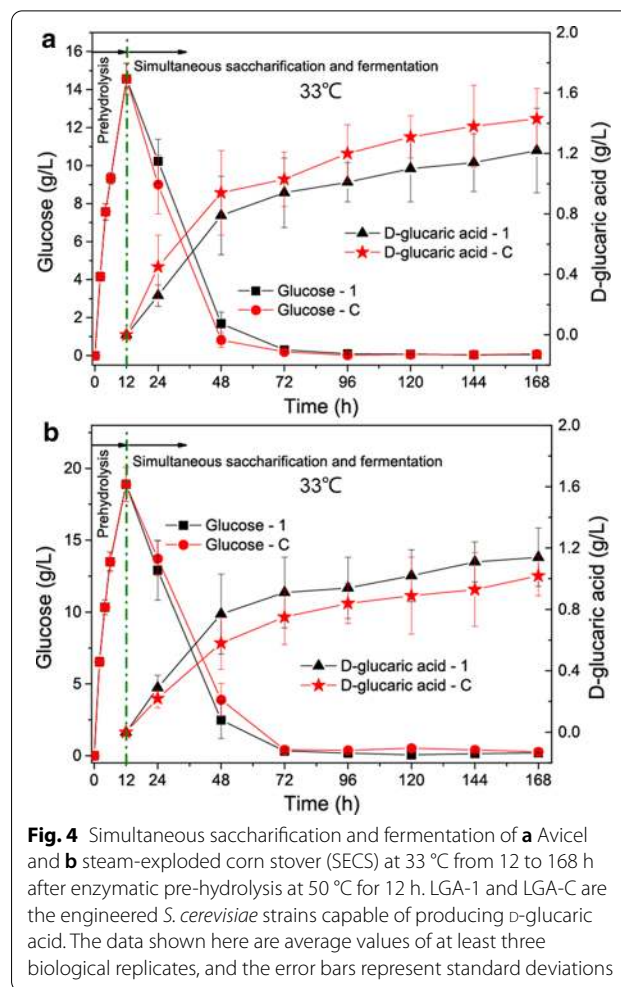 a
Prehydrolysis
Simultaneous saccharification and fermentation
33℃
Glucose (g/L)
16
14
12
10
8
6
4
2
0
2.0
1.6
1.2
0.8
0.4
0.0
D-glucaric acid (g/L)
D-glucaric acid - 1
D-glucaric acid - C
Glucose - 1
Glucose - C
0 12 24 48 72 96 120 144 168
Time (h)
b
Prehydrolysis
Simultaneous saccharification and fermentation
33℃
Glucose (g/L)
20
15
10
5
0
2.0
1.6
1.2
0.8
0.4
0.0
D-glucaric acid (g/L)
Glucose - 1
Glucose - C
D-glucaric acid - 1
D-glucaric acid - C
0 12 24 48 72 96 120 144 168
Time (h)
Fig. 4 Simultaneous saccharification and fermentation of a Avicel
and b steam-exploded corn stover (SECS) at 33 °C from 12 to 168 h
after enzymatic pre-hydrolysis at 50 °C for 12 h. LGA-1 and LGA-C are
the engineered S. cerevisiae strains capable of producing D-glucaric
acid. The data shown here are average values of at least three
biological replicates, and the error bars represent standard deviations